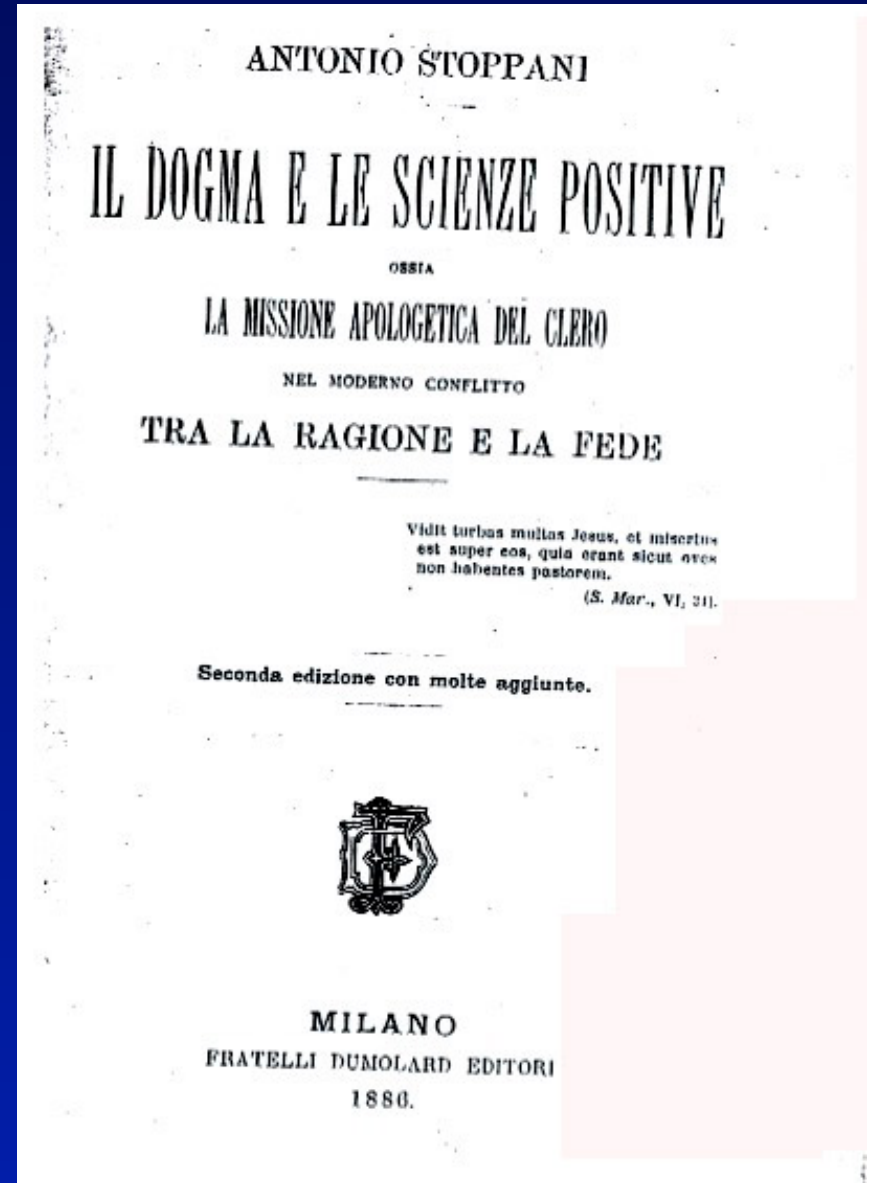 ANTONIO STOPPANI
IL DOGMA E LE SCIENZE POSITIVE
OSSIA
LA MISSIONE APOLOGETICA DEL CLERO
NEL MODERNO CONFLITTO
TRA LA RAGIONE E LA FEDE
Vidit turbas multas Jesus, et misertus
est super eos, quia erant sicut oves
non habentes pastorem.
(S. Mar., VI, 34).
Seconda edizione con molte aggiunte.
MILANO
FRATELLI DUMOLARD EDITORI
1886.